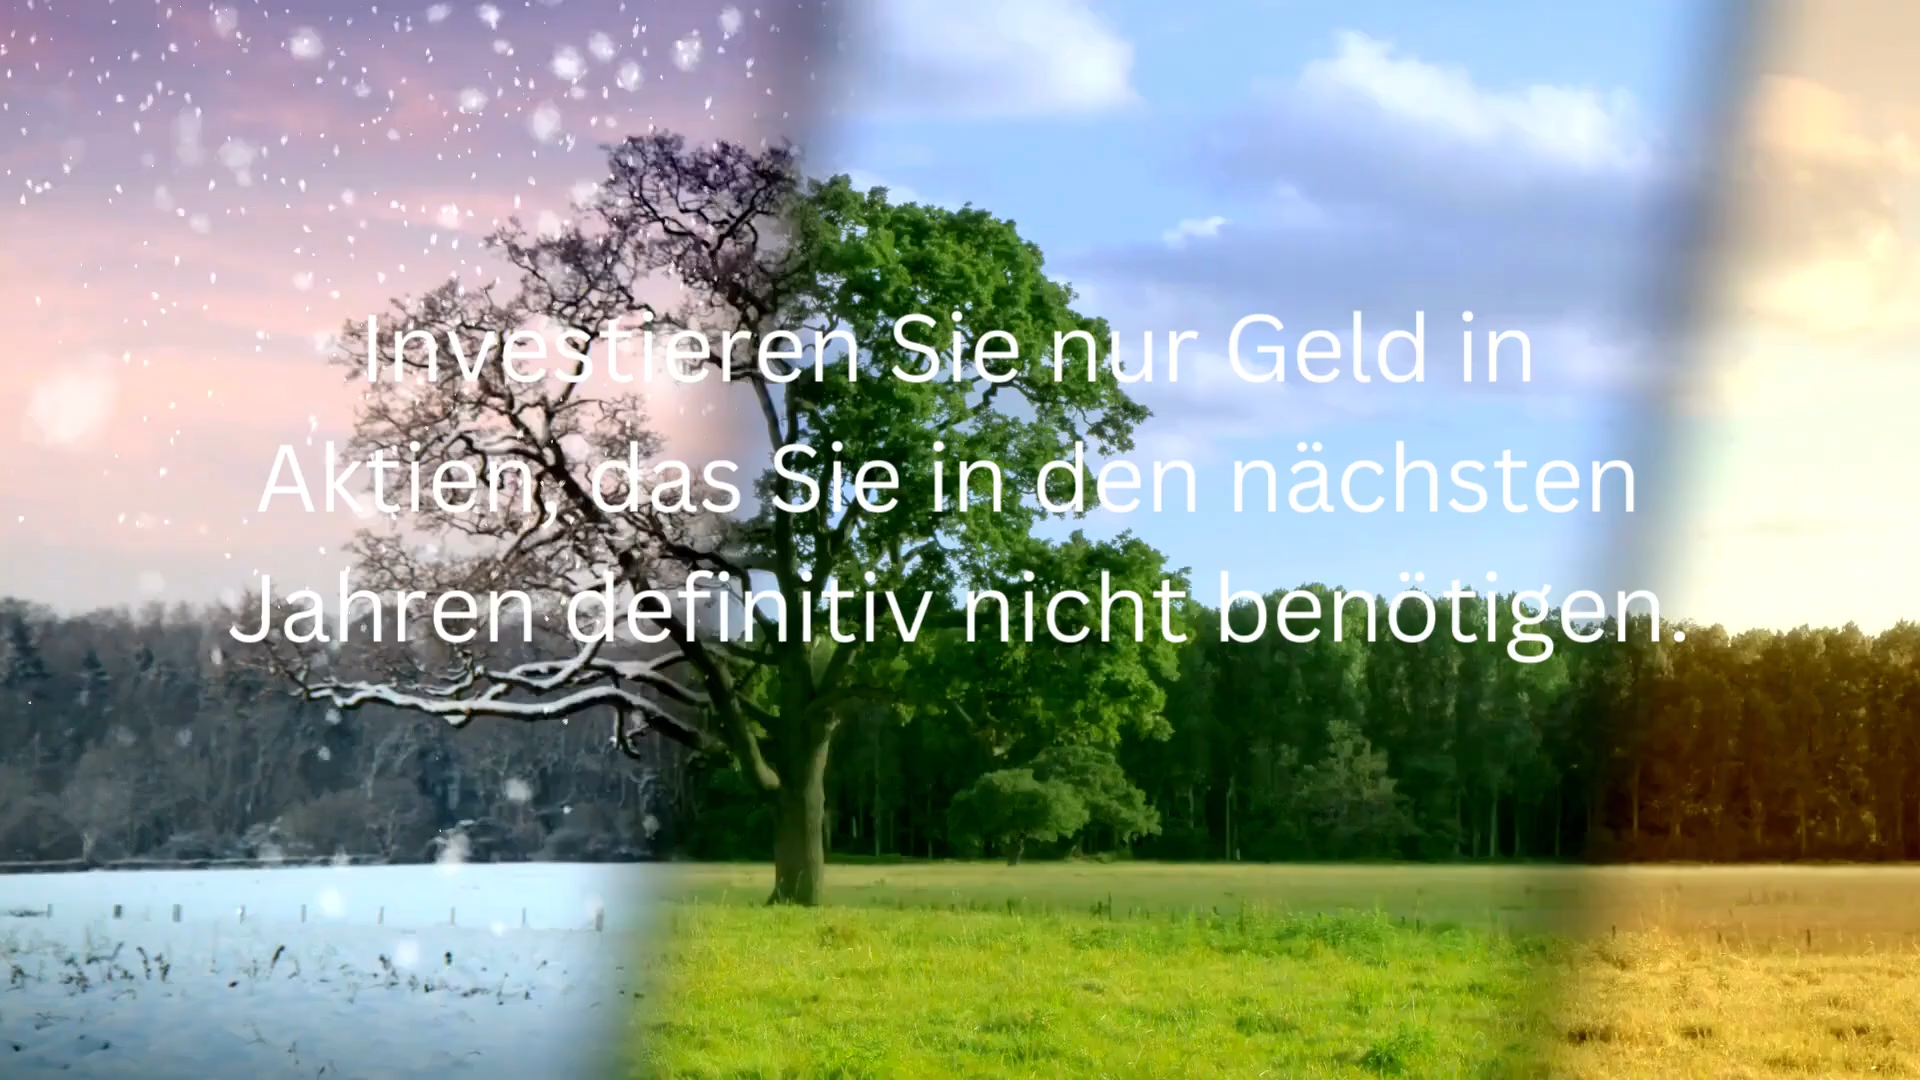 Investieren Sie nur Geld in
Aktien, das Sie in den nächsten
Jahren definitiv nicht benötigen.